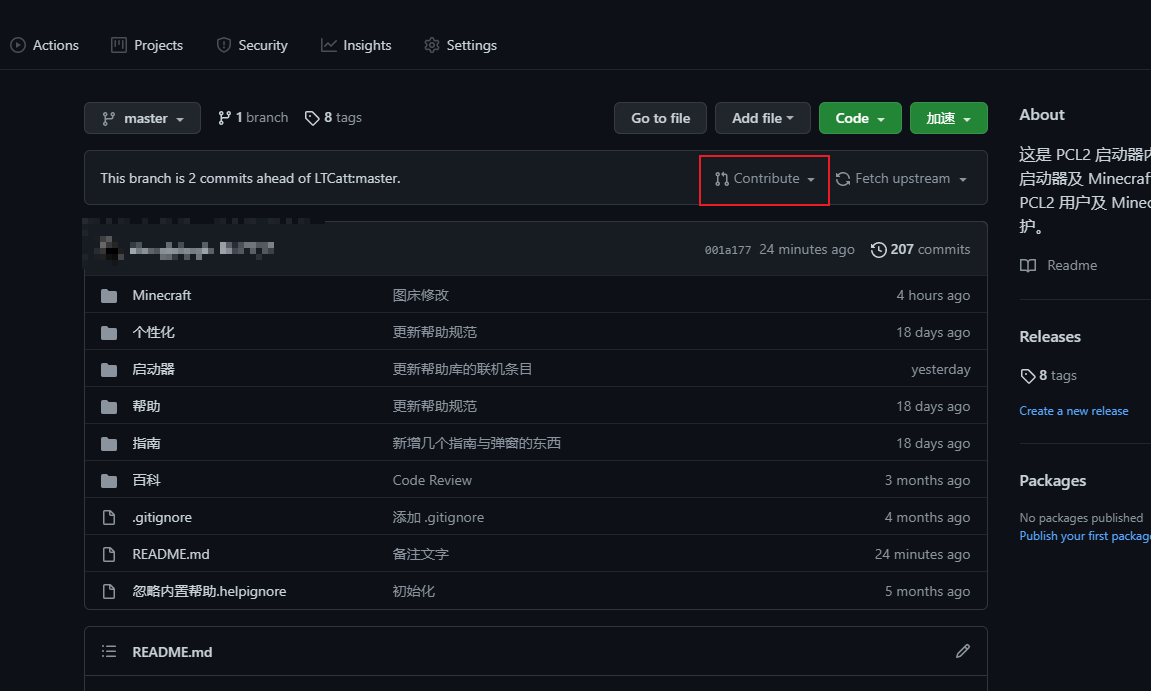 Actions Projects Security Insights Settings
master 1 branch 8 tags Go to file Add file Code 加速
This branch is 2 commits ahead of LTCatt:master. Contribute Fetch upstream
001a177 24 minutes ago 207 commits
Minecraft 图床修改 4 hours ago
个性化 更新帮助规范 18 days ago
启动器 更新帮助库的联机条目 yesterday
帮助 更新帮助规范 18 days ago
指南 新增几个指南与弹窗的东西 18 days ago
百科 Code Review 3 months ago
.gitignore 添加 .gitignore 4 months ago
README.md 备注文字 24 minutes ago
忽略内置帮助.helpignore 初始化 5 months ago
README.md
About
这是 PCL2 启动器
启动器及 Minecraf
PCL2 用户及 Mine
护。
Readme
Releases
8 tags
Create a new release
Packages
No packages published
Publish your first packag